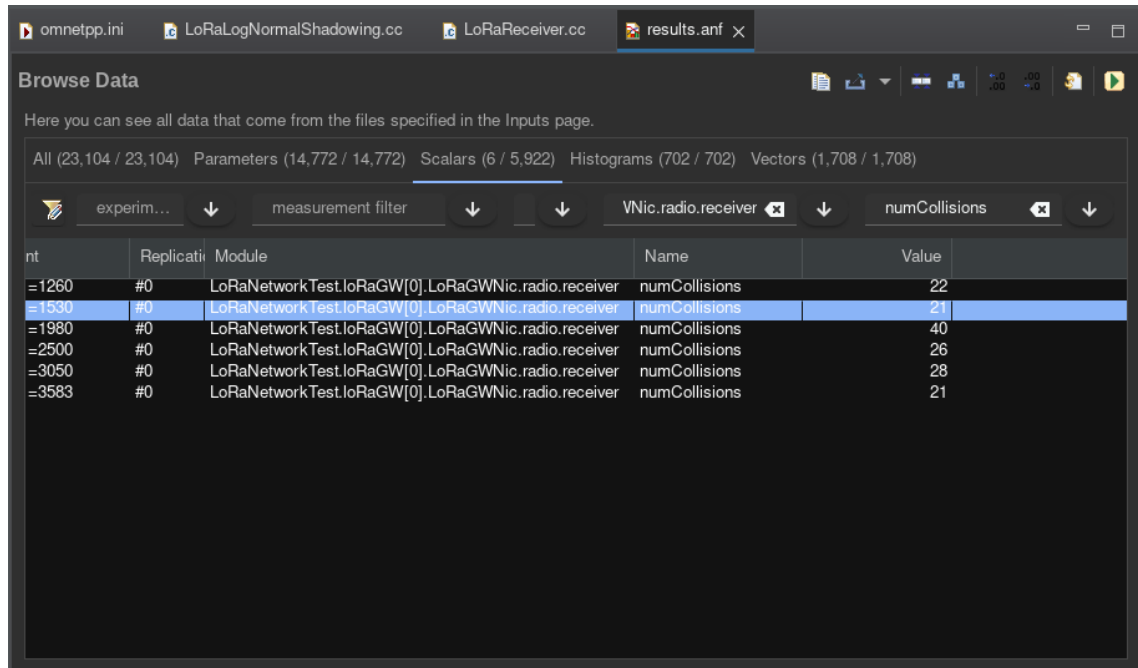 omnetpp.ini LoRaLogNormalShadowing.cc LoRaReceiver.cc results.anf
Browse Data
Here you can see all data that come from the files specified in the Inputs page.
All (23,104 / 23,104) Parameters (14,772 / 14,772) Scalars (6 / 5,922) Histograms (702 / 702) Vectors (1,708 / 1,708)
experim... measurement filter Nic.radio.receiver numCollisions
nt Replicati Module Name Value
=1260 #0 LoRaNetworkTest.loRaGW[0].LoRaGWNic.radio.receiver numCollisions 22
=1530 #0 LoRaNetworkTest.loRaGW[0].LoRaGWNic.radio.receiver numCollisions 21
=1980 #0 LoRaNetworkTest.loRaGW[0].LoRaGWNic.radio.receiver numCollisions 40
=2500 #0 LoRaNetworkTest.loRaGW[0].LoRaGWNic.radio.receiver numCollisions 26
=3050 #0 LoRaNetworkTest.loRaGW[0].LoRaGWNic.radio.receiver numCollisions 28
=3583 #0 LoRaNetworkTest.loRaGW[0].LoRaGWNic.radio.receiver numCollisions 21